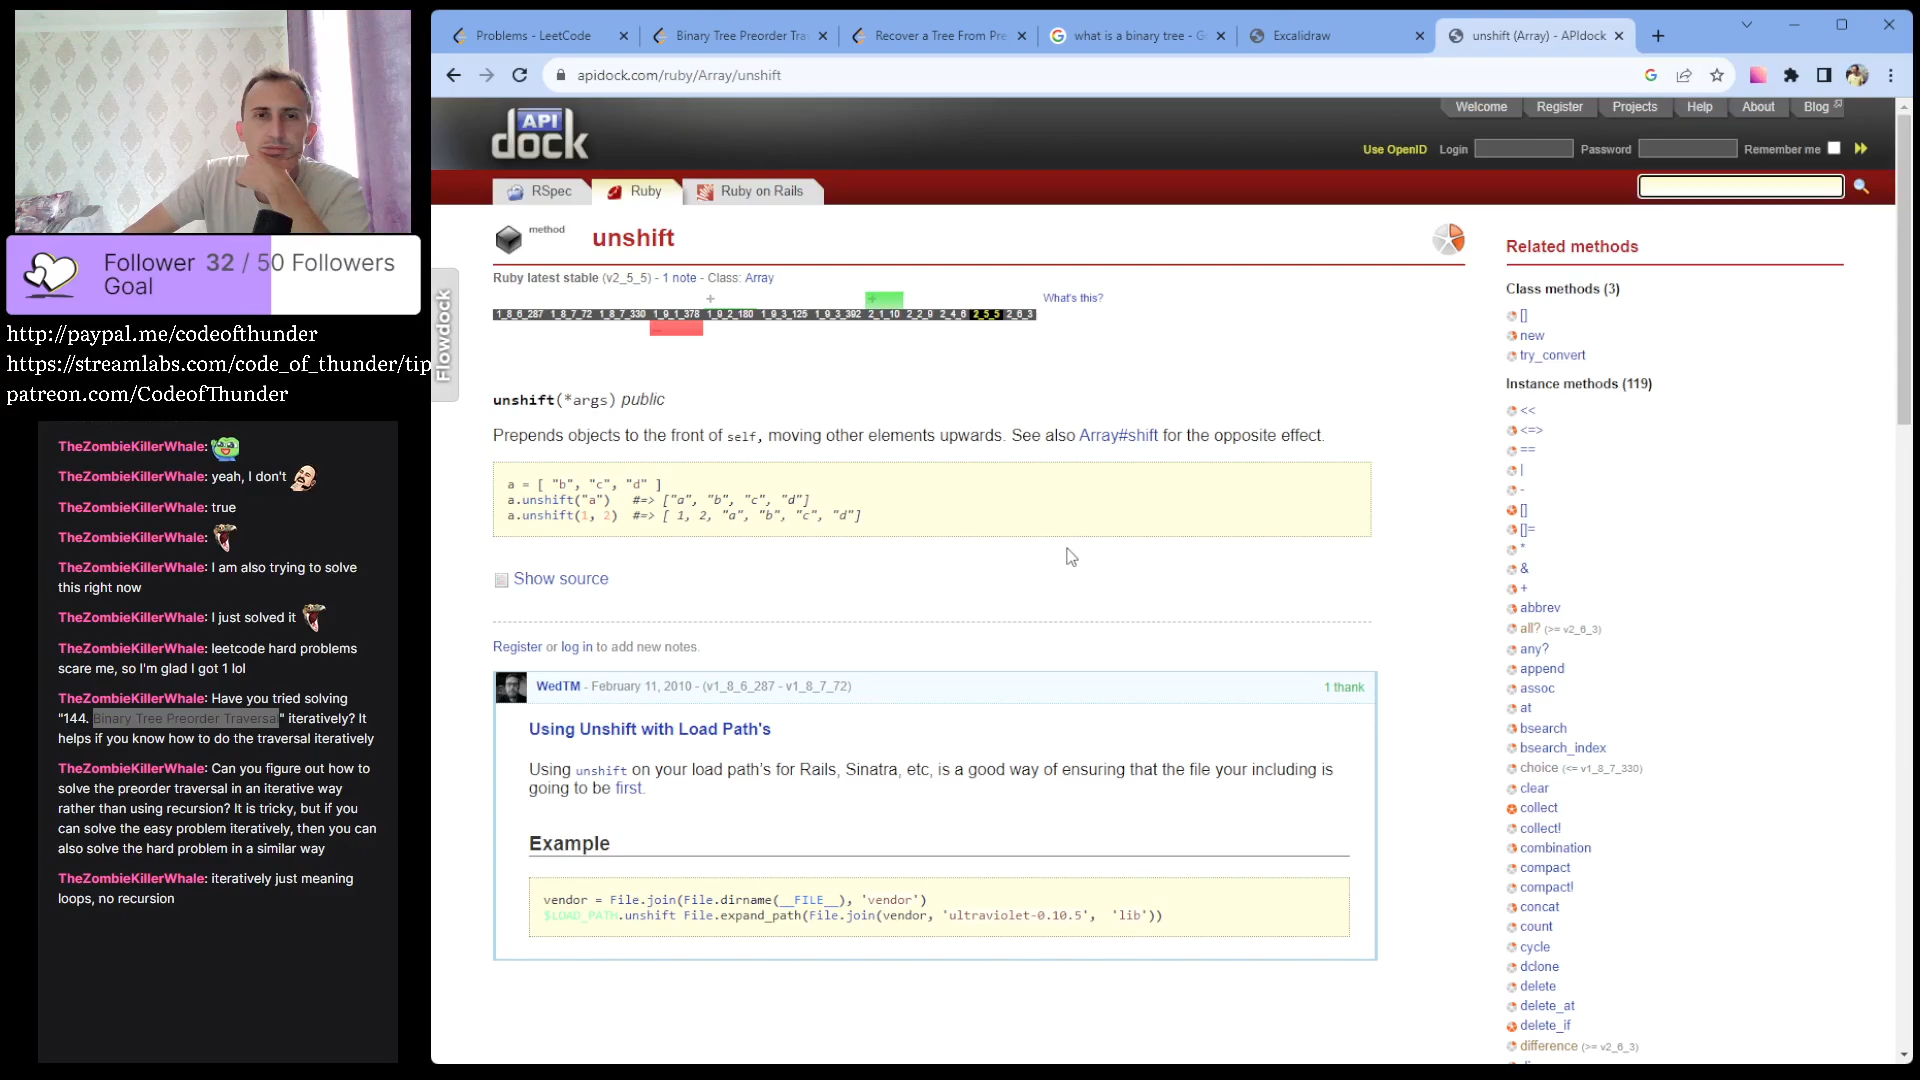 Problems - LeetCode
Binary Tree Preorder Tra
Recover a Tree From Pre
what is a binary tree - G
Excalidraw
unshift (Array) - APIdock
apidock.com/ruby/Array/unshift
API
dock
Welcome
Register
Projects
Help
About
Blog
Use OpenID
Login
Password
Remember me
RSpec
Ruby
Ruby on Rails
method
unshift
Ruby latest stable (v2_5_5) - 1 note - Class: Array
1_8_6_287 1_8_7_72 1_8_7_330 1_9_1_378 1_9_2_180 1_9_3_125 1_9_3_392 2_1_10 2_2_9 2_4_6 2_5_5 2_6_3
What's this?
Flowdock
unshift(*args) public
Prepends objects to the front of self, moving other elements upwards. See also Array#shift for the opposite effect.
a = [ "b", "c", "d" ]
a.unshift("a") #=> ["a", "b", "c", "d"]
a.unshift(1, 2) #=> [ 1, 2, "a", "b", "c", "d"]
Show source
Register or log in to add new notes.
WedTM - February 11, 2010 - (v1_8_6_287 - v1_8_7_72)
1 thank
Using Unshift with Load Path's
Using unshift on your load path's for Rails, Sinatra, etc, is a good way of ensuring that the file your including is
going to be first.
Example
vendor = File.join(File.dirname(__FILE__), 'vendor')
$LOAD_PATH.unshift File.expand_path(File.join(vendor, 'ultraviolet-0.10.5', 'lib'))
Related methods
Class methods (3)
[]
new
try_convert
Instance methods (119)
<<
<=>
==
|
-
[]
[]=
*
&
+
abbrev
all? (>= v2_6_3)
any?
append
assoc
at
bsearch
bsearch_index
choice (<= v1_8_7_330)
clear
collect
collect!
combination
compact
compact!
concat
count
cycle
dclone
delete
delete_at
delete_if
difference (>= v2_6_3)
Follower 32 / 50 Followers
Goal
http://paypal.me/codeofthunder
https://streamlabs.com/code_of_thunder/tip
patreon.com/CodeofThunder
TheZombieKillerWhale:
TheZombieKillerWhale: yeah, I don't
TheZombieKillerWhale: true
TheZombieKillerWhale:
TheZombieKillerWhale: I am also trying to solve
this right now
TheZombieKillerWhale: I just solved it
TheZombieKillerWhale: leetcode hard problems
scare me, so I'm glad I got 1 lol
TheZombieKillerWhale: Have you tried solving
"144. Binary Tree Preorder Traversal" iteratively? It
helps if you know how to do the traversal iteratively
TheZombieKillerWhale: Can you figure out how to
solve the preorder traversal in an iterative way
rather than using recursion? It is tricky, but if you
can solve the easy problem iteratively, then you can
also solve the hard problem in a similar way
TheZombieKillerWhale: iteratively just meaning
loops, no recursion